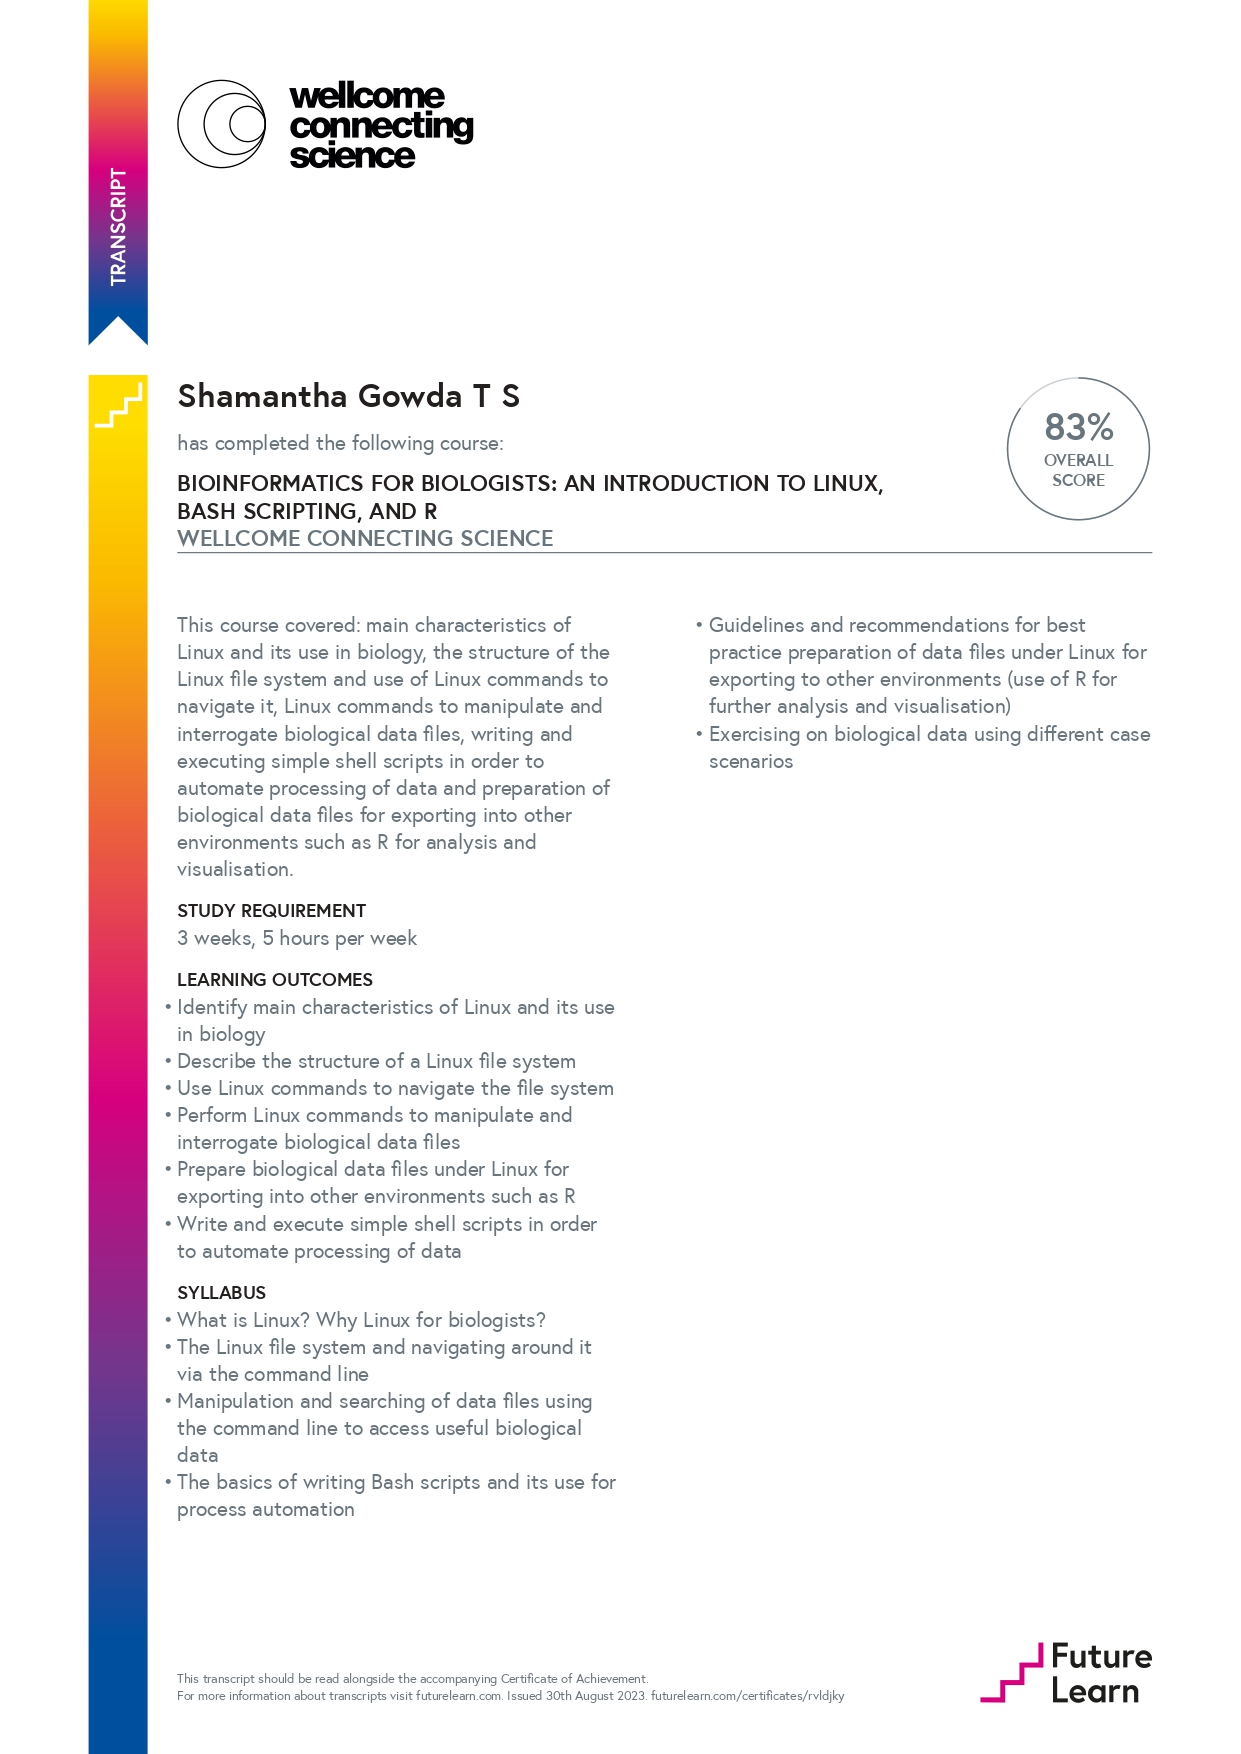 TRANSCRIPT
wellcome
connecting
science
Shamantha Gowda T S
has completed the following course:
BIOINFORMATICS FOR BIOLOGISTS: AN INTRODUCTION TO LINUX,
BASH SCRIPTING, AND R
WELLCOME CONNECTING SCIENCE
83%
OVERALL
SCORE
This course covered: main characteristics of
Linux and its use in biology, the structure of the
Linux file system and use of Linux commands to
navigate it, Linux commands to manipulate and
interrogate biological data files, writing and
executing simple shell scripts in order to
automate processing of data and preparation of
biological data files for exporting into other
environments such as R for analysis and
visualisation.
STUDY REQUIREMENT
3 weeks, 5 hours per week
LEARNING OUTCOMES
• Identify main characteristics of Linux and its use
in biology
• Describe the structure of a Linux file system
• Use Linux commands to navigate the file system
• Perform Linux commands to manipulate and
interrogate biological data files
• Prepare biological data files under Linux for
exporting into other environments such as R
• Write and execute simple shell scripts in order
to automate processing of data
SYLLABUS
• What is Linux? Why Linux for biologists?
• The Linux file system and navigating around it
via the command line
• Manipulation and searching of data files using
the command line to access useful biological
data
• The basics of writing Bash scripts and its use for
process automation
• Guidelines and recommendations for best
practice preparation of data files under Linux for
exporting to other environments (use of R for
further analysis and visualisation)
• Exercising on biological data using different case
scenarios
This transcript should be read alongside the accompanying Certificate of Achievement.
For more information about transcripts visit futurelearn.com. Issued 30th August 2023. futurelearn.com/certificates/rvldjky
Future
Learn